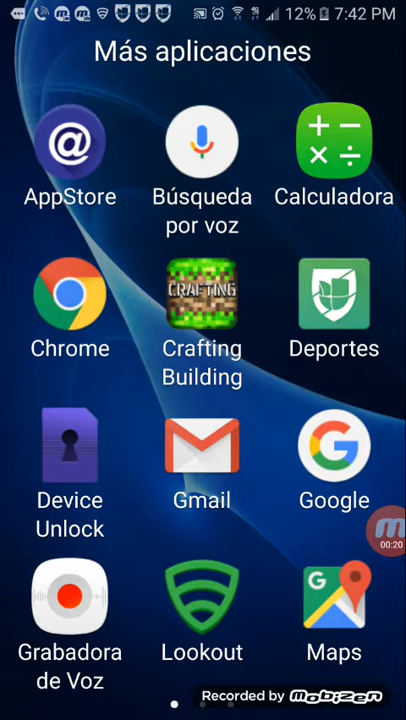 12% 7:42 PM
Más aplicaciones
@
AppStore
Búsqueda
por voz
Calculadora
CRAFTING
Chrome
Crafting
Building
Deportes
Device
Unlock
Gmail
G
Google
00:20
Grabadora
de Voz
Lookout
G
Maps
Recorded by mobizen